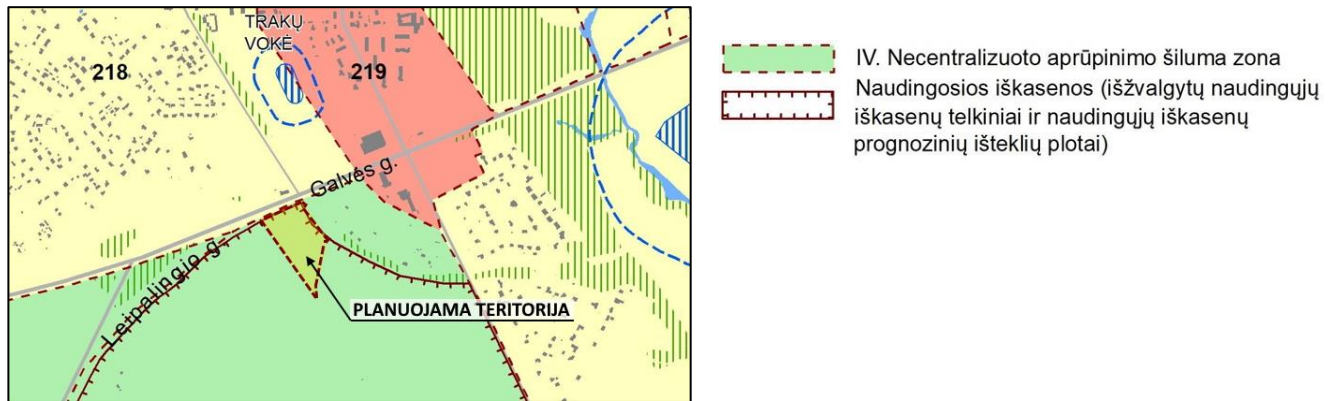 TRAKŲ
VOKĖ
218
219
Galvės g.
Leipalingio g.
PLANUOJAMA TERITORIJA
IV. Necentralizuoto aprūpinimo šiluma zona
Naudingosios iškasenos (išžvalgytų naudingųjų
iškasenų telkiniai ir naudingųjų iškasenų
prognozinių išteklių plotai)